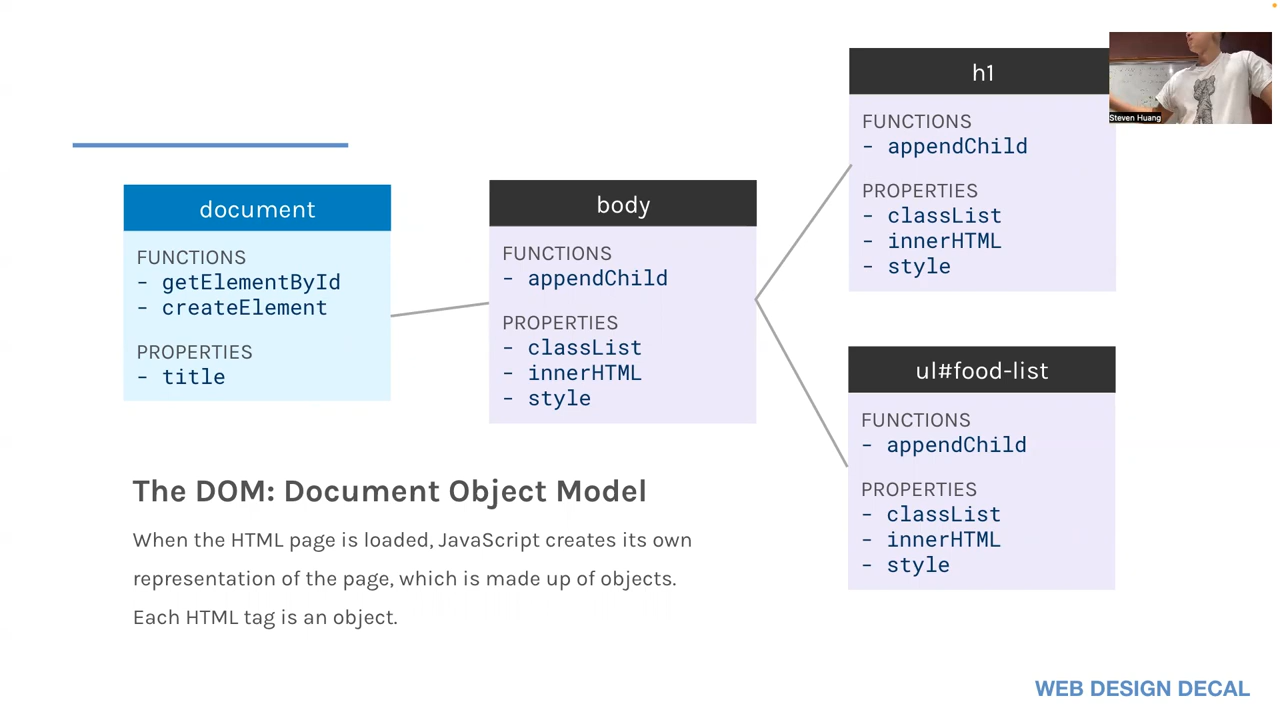 document
FUNCTIONS
- getElementById
- createElement
PROPERTIES
- title
body
FUNCTIONS
- appendChild
PROPERTIES
- classList
- innerHTML
- style
h1
FUNCTIONS
- appendChild
PROPERTIES
- classList
- innerHTML
- style
Steven Huang
ul#food-list
FUNCTIONS
- appendChild
PROPERTIES
- classList
- innerHTML
- style
The DOM: Document Object Model
When the HTML page is loaded, JavaScript creates its own
representation of the page, which is made up of objects.
Each HTML tag is an object.
WEB DESIGN DECAL